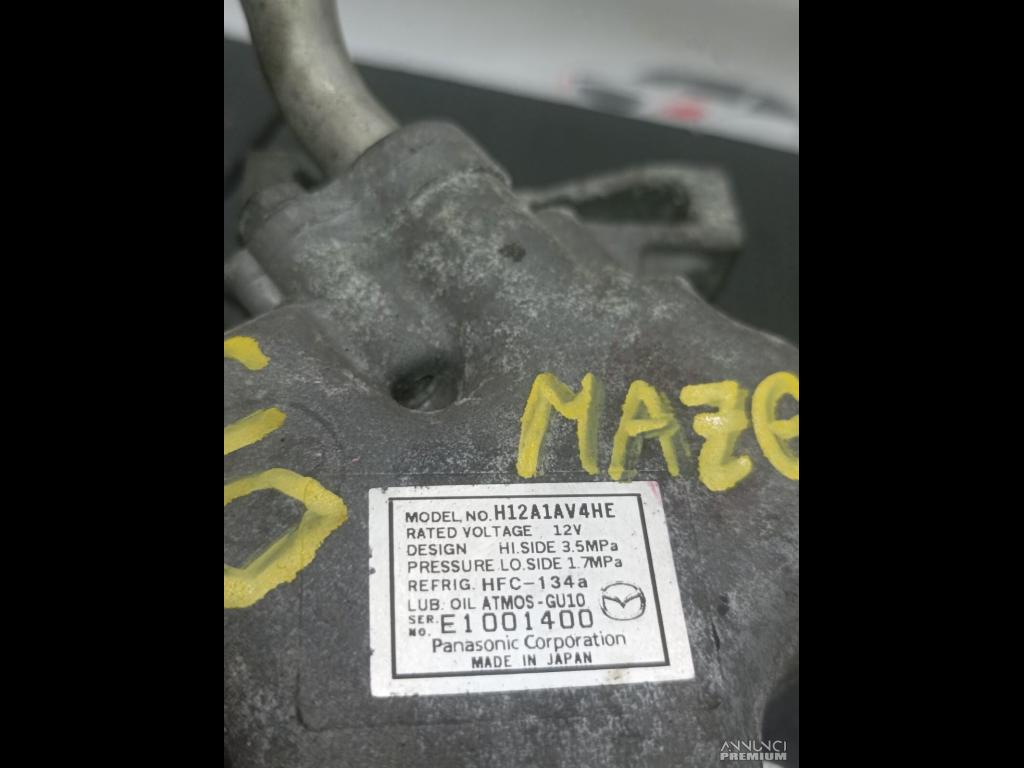 MAZ
MODEL NO. H12A1AV4HE
RATED VOLTAGE 12V
DESIGN HI.SIDE 3.5MPa
PRESSURE LO.SIDE 1.7MPa
REFRIG. HFC-134a
LUB. OIL ATMOS-GU10
SER. NO. E1001400
Panasonic Corporation
MADE IN JAPAN
ANNUNCI
PREMIUM